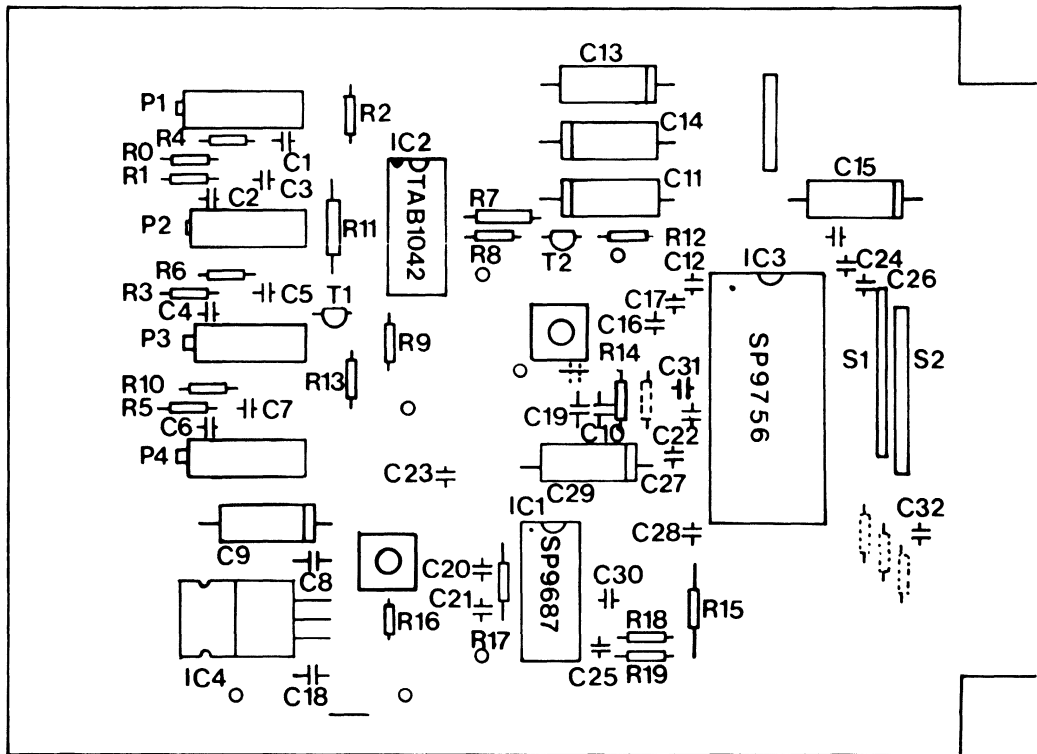 C13
P1
R2
R4
IC2
C14
C1
R0
R1
TAB1042
C3
C2
C11
C15
P2
R11
R7
R8
T2
R12
C12
IC3
C24
C26
R6
R3
C5
T1
C4
C17
C16
P3
R9
R14
C31
SP9756
S1
S2
R13
R10
R5
C7
C19
C10
C22
C6
P4
C23
C29
C27
IC1
C9
C8
C28
C32
SP9687
C20
C21
C30
R16
R17
R18
R15
R19
C25
IC4
C18